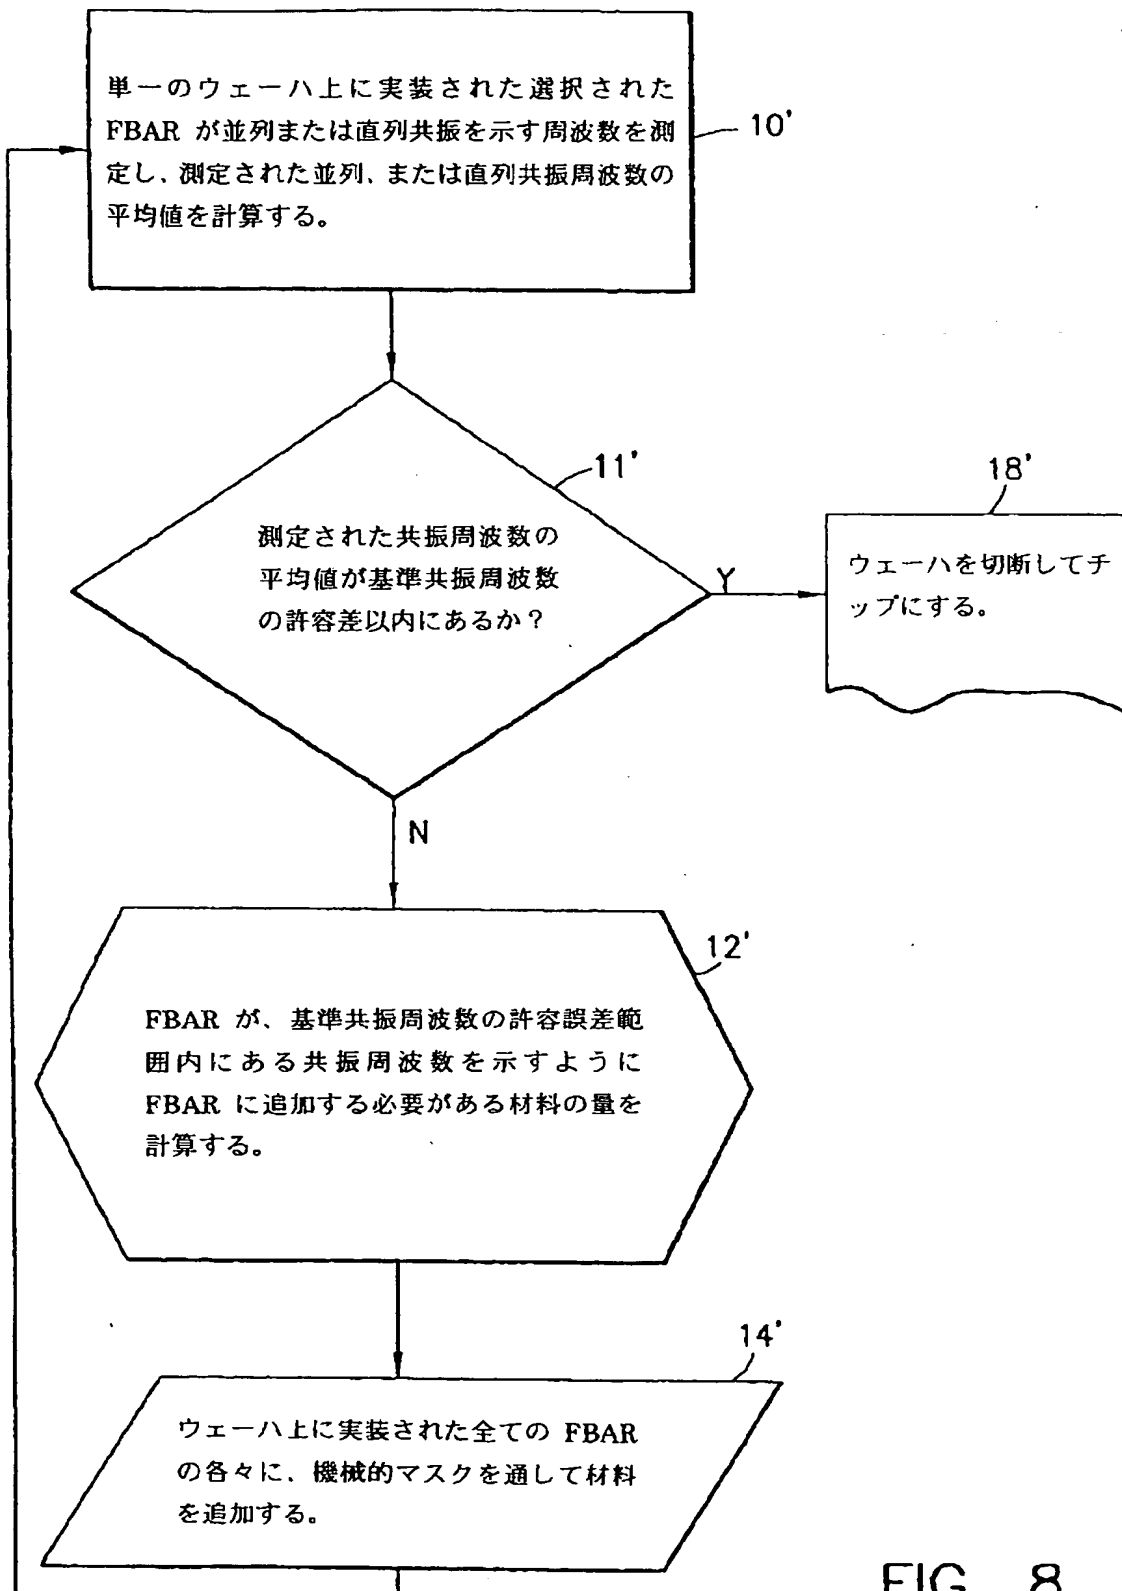 単一のウェーハ上に実装された選択された
FBAR が並列または直列共振を示す周波数を測
定し、測定された並列、または直列共振周波数の
平均値を計算する。
10'
11'
測定された共振周波数の
平均値が基準共振周波数
の許容差以内にあるか？
Y
18'
ウェーハを切断してチ
ップにする。
N
12'
FBAR が、基準共振周波数の許容誤差範
囲内にある共振周波数を示すように
FBAR に追加する必要がある材料の量を
計算する。
14'
ウェーハ上に実装された全ての FBAR
の各々に、機械的マスクを通して材料
を追加する。
FIG. 8